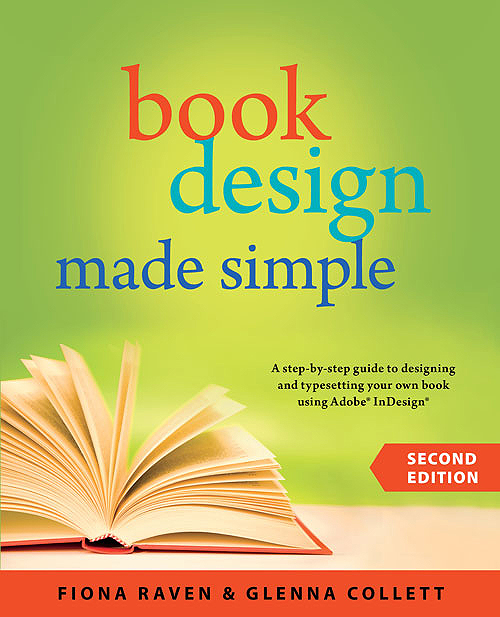 book
design
made simple
A step-by-step guide to designing
and typesetting your own book
using Adobe® InDesign®
SECOND
EDITION
FIONA RAVEN & GLENNA COLLETT